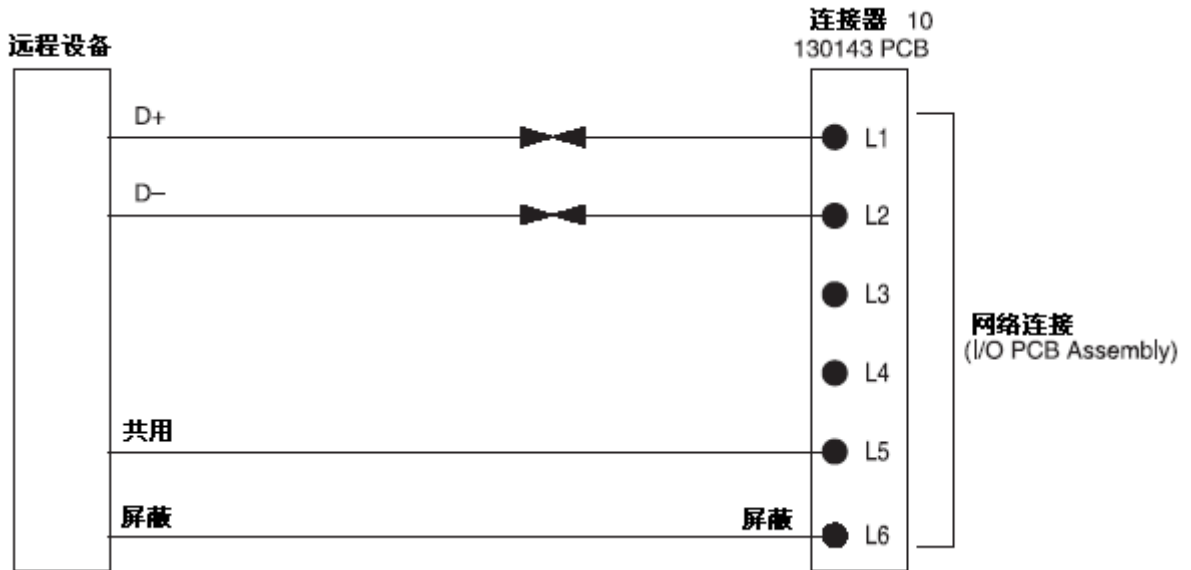 远程设备
连接器 10
130143 PCB
D+
L1
D−
L2
L3
L4
网络连接
(I/O PCB Assembly)
共用
L5
屏蔽
屏蔽
L6